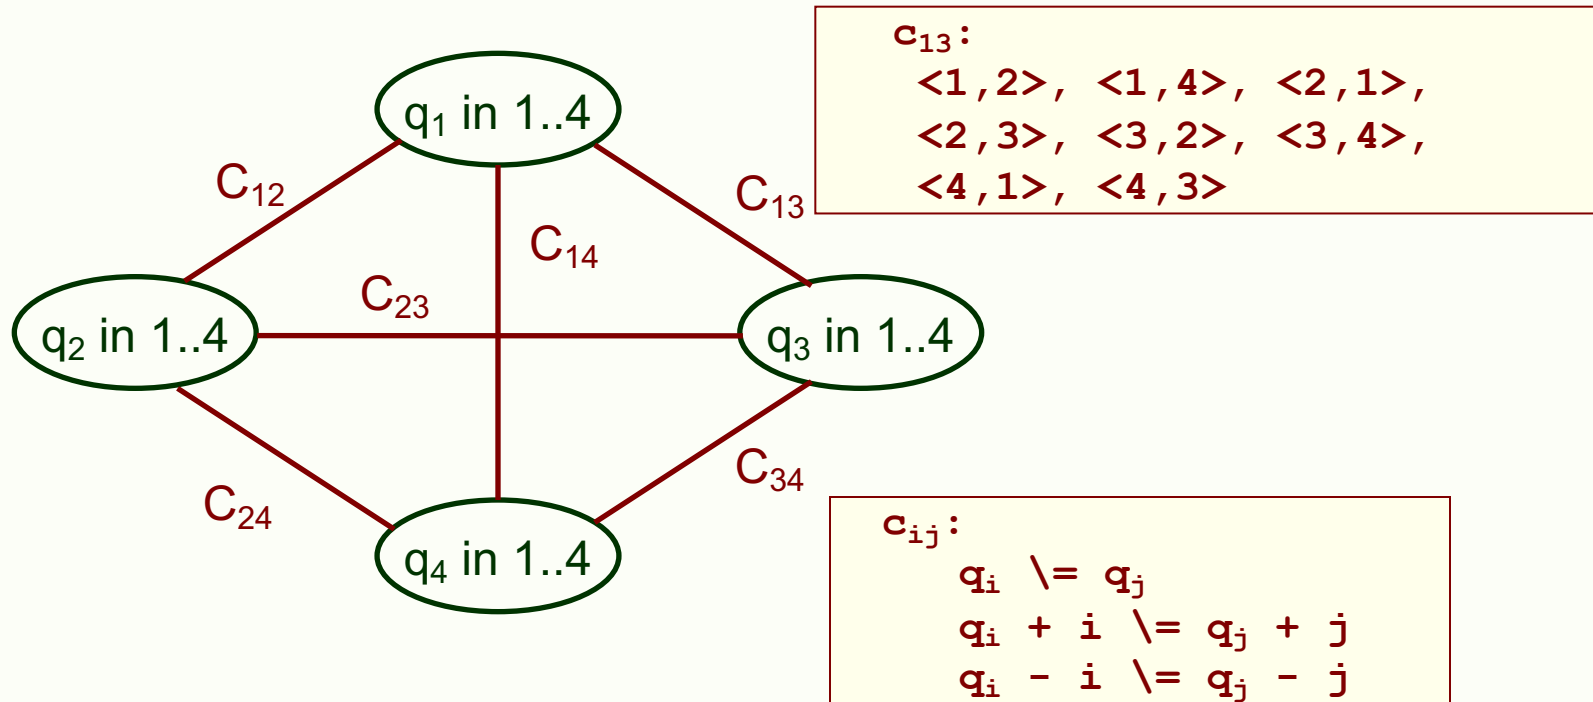 c₁₃:
<1,2>, <1,4>, <2,1>,
<2,3>, <3,2>, <3,4>,
<4,1>, <4,3>
q₁ in 1..4
C₁₂
C₁₃
C₁₄
C₂₃
q₂ in 1..4
q₃ in 1..4
C₂₄
C₃₄
q₄ in 1..4
cᵢⱼ:
qᵢ \= qⱼ
qᵢ + i \= qⱼ + j
qᵢ - i \= qⱼ - j